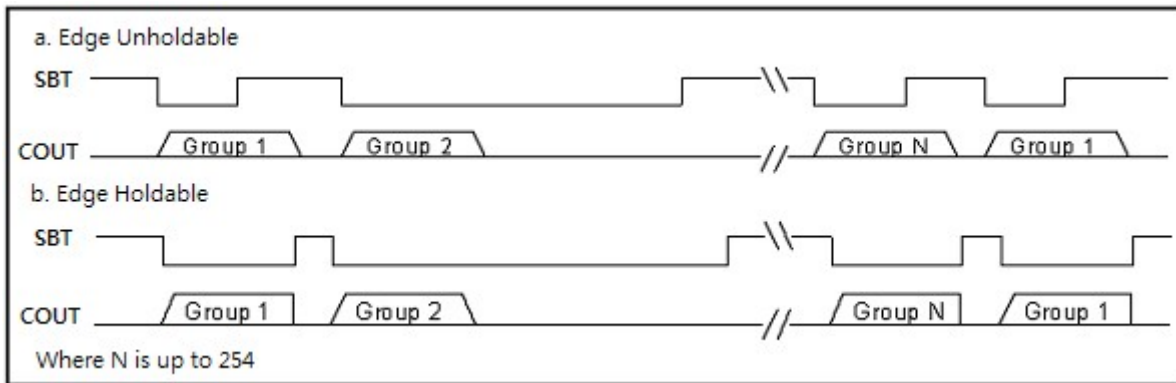 a. Edge Unholdable
SBT
COUT Group 1 Group 2 Group N Group 1
b. Edge Holdable
SBT
COUT Group 1 Group 2 Group N Group 1
Where N is up to 254